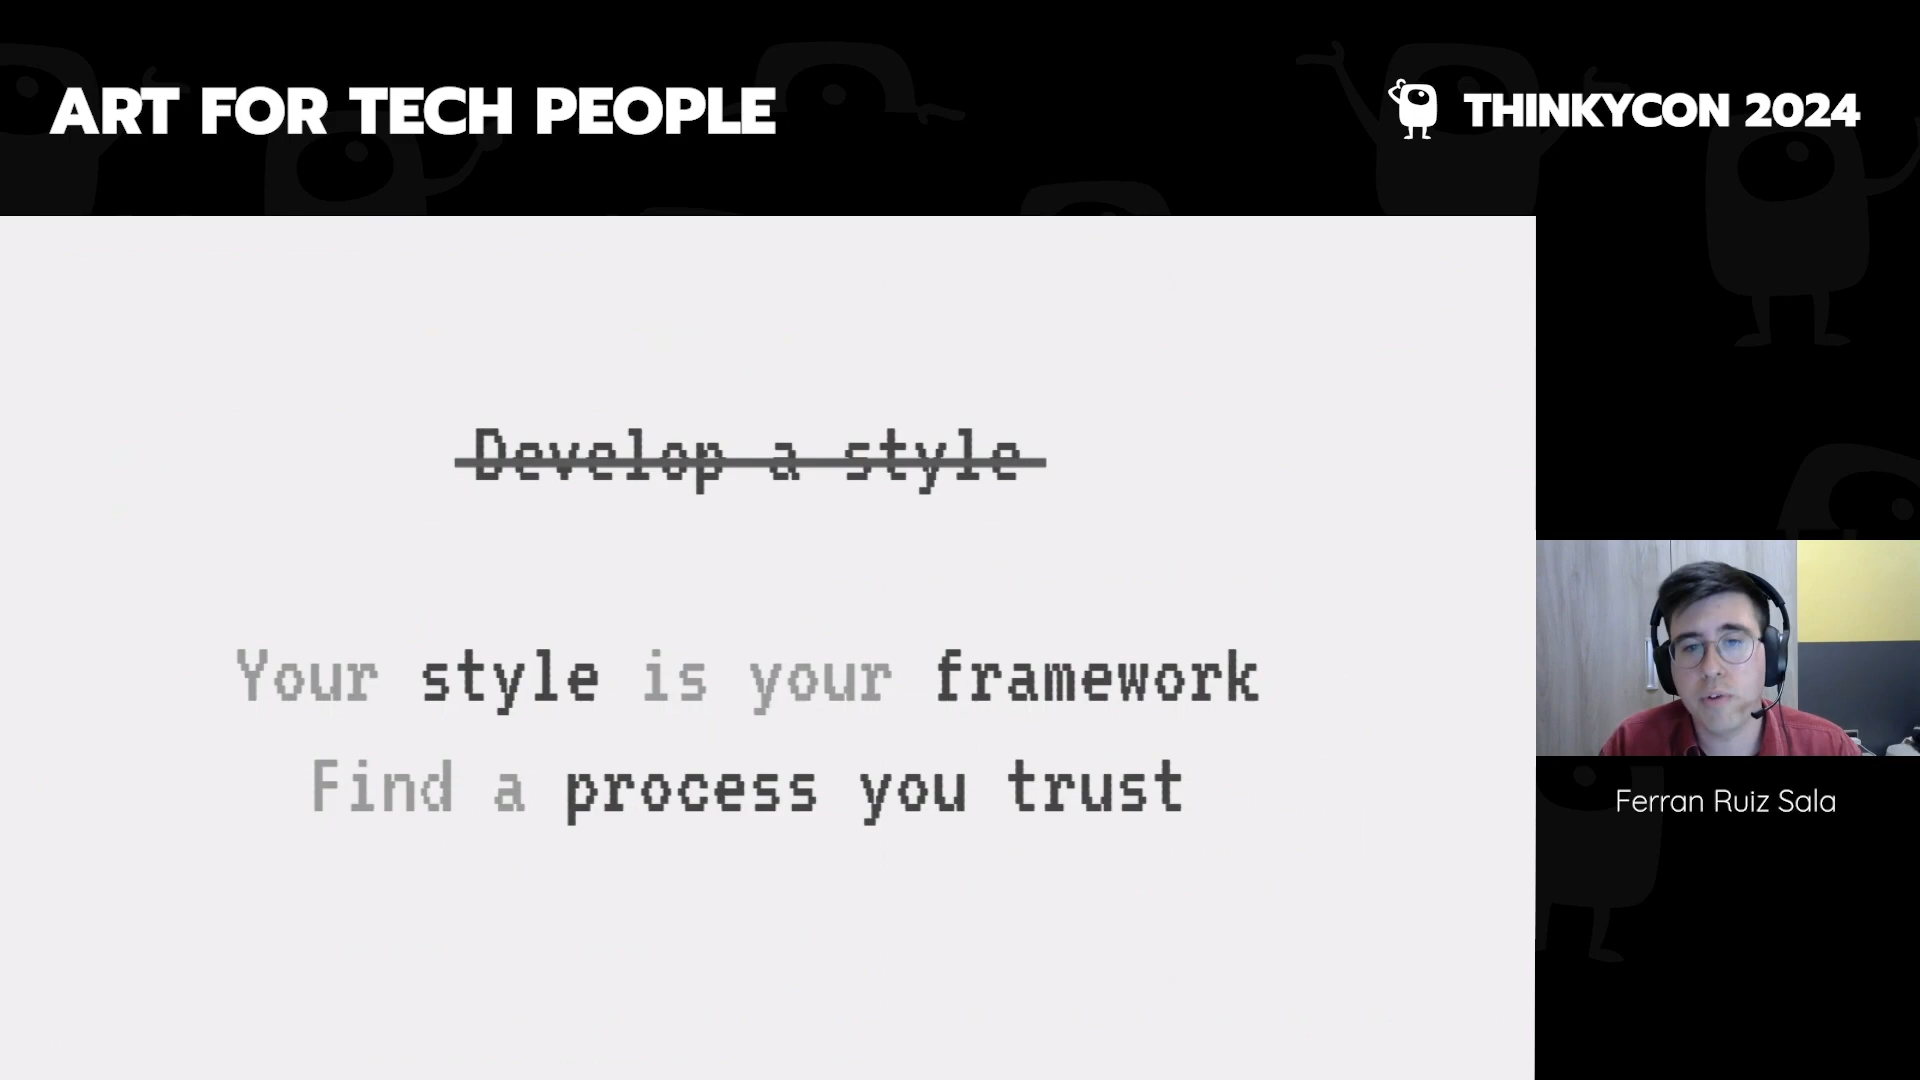 ART FOR TECH PEOPLE
THINKYCON 2024
Develop a style
Your style is your framework
Find a process you trust
Ferran Ruiz Sala